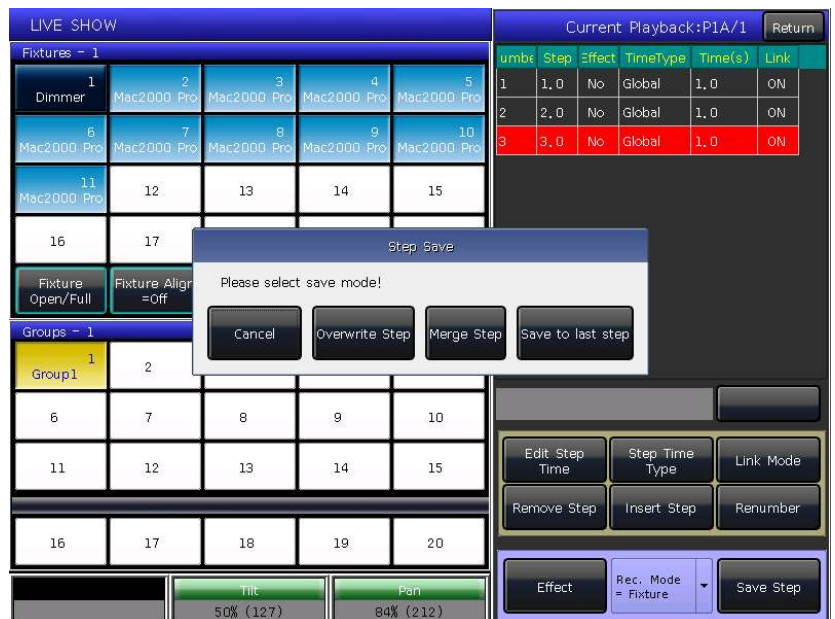 LIVE SHOW
Current Playback:P1A/1
Return
Fixtures - 1
umbe Step Effect TimeType Time(s) Link
1 1.0 No Global 1.0 ON
2 2.0 No Global 1.0 ON
3 3.0 No Global 1.0 ON
1
Dimmer
2
Mac2000 Pro
3
Mac2000 Pro
4
Mac2000 Pro
5
Mac2000 Pro
6
Mac2000 Pro
7
Mac2000 Pro
8
Mac2000 Pro
9
Mac2000 Pro
10
Mac2000 Pro
11
Mac2000 Pro
12
13
14
15
16
17
Fixture
Open/Full
Fixture Align
=Off
Step Save
Please select save mode!
Cancel
Overwrite Step
Merge Step
Save to last step
Groups - 1
1
Group1
2
6
7
8
9
10
11
12
13
14
15
16
17
18
19
20
Edit Step
Time
Step Time
Type
Link Mode
Remove Step
Insert Step
Renumber
Effect
Rec. Mode
= Fixture
Save Step
Tilt
50% (127)
Pan
84% (212)